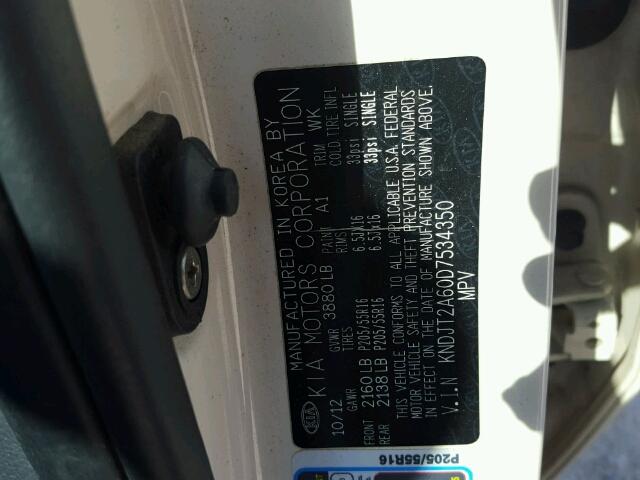 MANUFACTURED IN KOREA BY
KIA KIA MOTORS CORPORATION
10/12 GVWR 3880 LB PAINT A1 TRIM WK
GAWR TIRES RIMS COLD TIRE INFL
FRONT 2160 LB P205/55R16 6.5JX16 33psi SINGLE
REAR 2138 LB P205/55R16 6.5JX16 33psi SINGLE
THIS VEHICLE CONFORMS TO ALL APPLICABLE U.S.A. FEDERAL
MOTOR VEHICLE SAFETY AND THEFT PREVENTION STANDARDS
IN EFFECT ON THE DATE OF MANUFACTURE SHOWN ABOVE.
V.I.N KNDJT2A60D7534350
MPV
P205/55R16